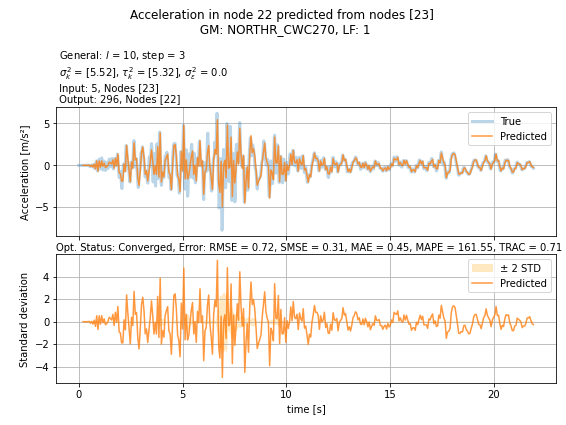 Acceleration in node 22 predicted from nodes [23]
GM: NORTHR_CWC270, LF: 1
General: l = 10, step = 3
σ²ₖ = [5.52], τ²ₖ = [5.32], σ²ε = 0.0
Input: 5, Nodes [23]
Output: 296, Nodes [22]
True
Predicted
Acceleration [m/s²]
5
0
−5
Opt. Status: Converged, Error: RMSE = 0.72, SMSE = 0.31, MAE = 0.45, MAPE = 161.55, TRAC = 0.71
± 2 STD
Predicted
Standard deviation
4
2
0
−2
−4
0 5 10 15 20
time [s]